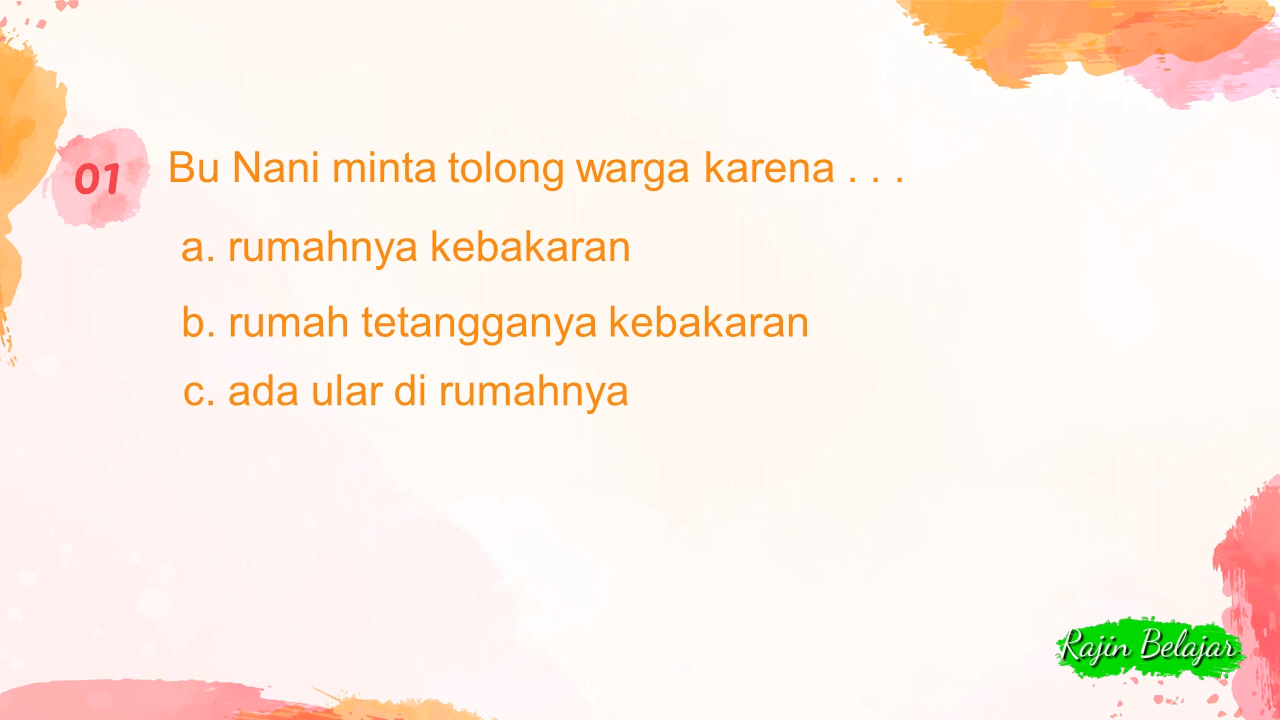 01 Bu Nani minta tolong warga karena . . .
a. rumahnya kebakaran
b. rumah tetangganya kebakaran
c. ada ular di rumahnya
Rajin Belajar